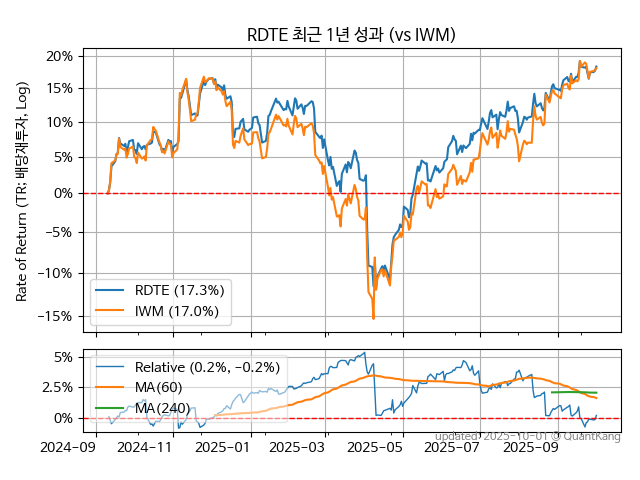 RDTE 최근 1년 성과 (vs IWM)
20%
15%
10%
5%
0%
−5%
−10%
−15%
Rate of Return (TR: 배당재투자, Log)
RDTE (17.3%)
IWM (17.0%)
5%
2.5%
0%
Relative (0.2%, −0.2%)
MA(60)
MA(240)
2024−09
2024−11
2025−01
2025−03
2025−05
2025−07
2025−09
updated: 2025−10−01 © QuantKang